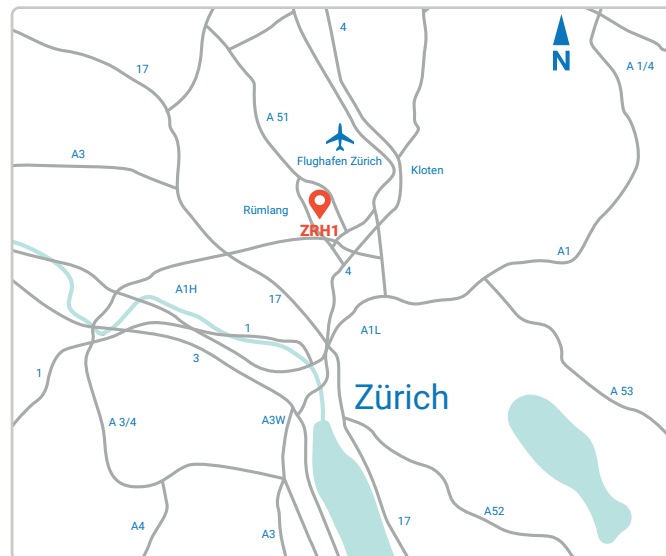 4
N
A 1/4
17
A 51
A3
Flughafen Zürich
Kloten
Rümlang
ZRH1
A1
4
A1H
17
1
A1L
3
1
A 53
Zürich
A 3/4
A3W
A52
17
A4
A3